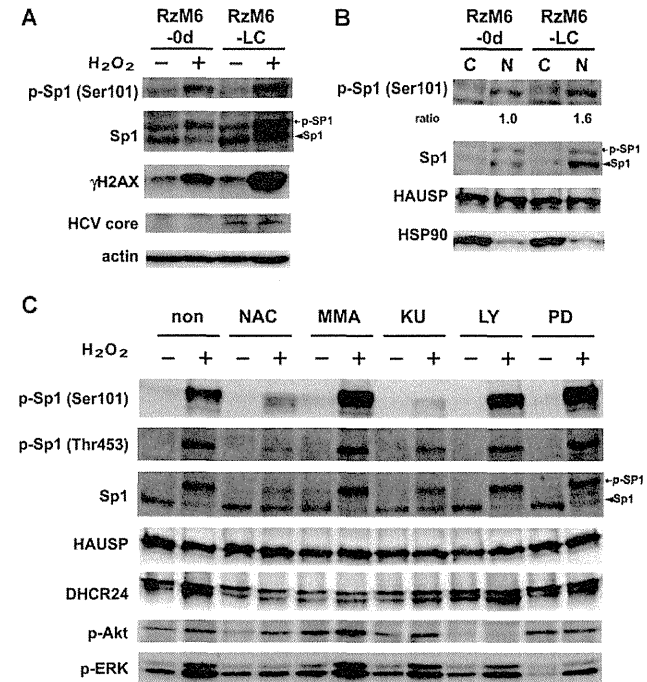 A
RzM6 RzM6
-0d -LC
H₂O₂ − + − +
p-Sp1 (Ser101)
Sp1
←p-SP1
◄Sp1
γH2AX
HCV core
actin
B
RzM6 RzM6
-0d -LC
C N C N
p-Sp1 (Ser101)
ratio 1.0 1.6
Sp1
←p-SP1
◄Sp1
HAUSP
HSP90
C
non NAC MMA KU LY PD
H₂O₂ − + − + − + − + − + − +
p-Sp1 (Ser101)
p-Sp1 (Thr453)
Sp1
←p-SP1
◄Sp1
HAUSP
DHCR24
p-Akt
p-ERK